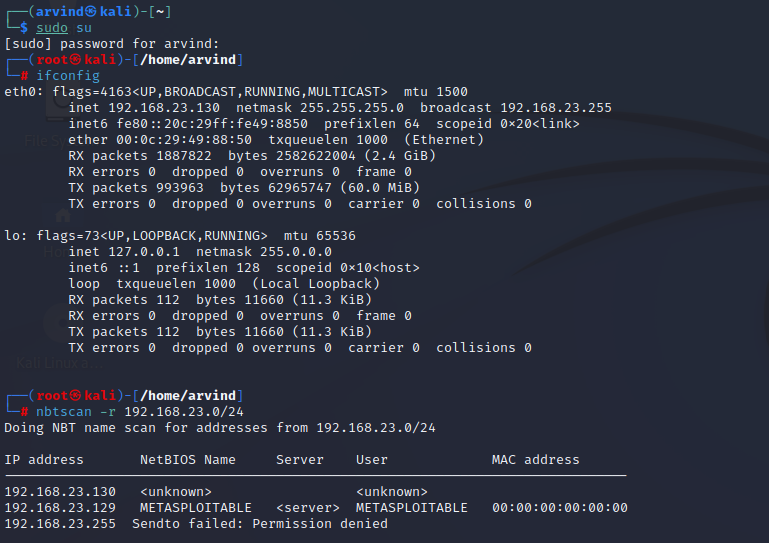 ┌──(arvind㉿kali)-[~]
└─$ sudo su
[sudo] password for arvind:
┌──(root㉿kali)-[/home/arvind]
└─# ifconfig
eth0: flags=4163<UP,BROADCAST,RUNNING,MULTICAST>  mtu 1500
        inet 192.168.23.130  netmask 255.255.255.0  broadcast 192.168.23.255
        inet6 fe80::20c:29ff:fe49:8850  prefixlen 64  scopeid 0×20<link>
        ether 00:0c:29:49:88:50  txqueuelen 1000  (Ethernet)
        RX packets 1887822  bytes 2582622004 (2.4 GiB)
        RX errors 0  dropped 0  overruns 0  frame 0
        TX packets 993963  bytes 62965747 (60.0 MiB)
        TX errors 0  dropped 0 overruns 0  carrier 0  collisions 0

lo: flags=73<UP,LOOPBACK,RUNNING>  mtu 65536
        inet 127.0.0.1  netmask 255.0.0.0
        inet6 ::1  prefixlen 128  scopeid 0×10<host>
        loop  txqueuelen 1000  (Local Loopback)
        RX packets 112  bytes 11660 (11.3 KiB)
        RX errors 0  dropped 0  overruns 0  frame 0
        TX packets 112  bytes 11660 (11.3 KiB)
        TX errors 0  dropped 0 overruns 0  carrier 0  collisions 0

┌──(root㉿kali)-[/home/arvind]
└─# nbtscan -r 192.168.23.0/24
Doing NBT name scan for addresses from 192.168.23.0/24

IP address       NetBIOS Name     Server    User             MAC address
192.168.23.130   <unknown>                  <unknown>
192.168.23.129   METASPLOITABLE   <server>  METASPLOITABLE   00:00:00:00:00:00
192.168.23.255  Sendto failed: Permission denied